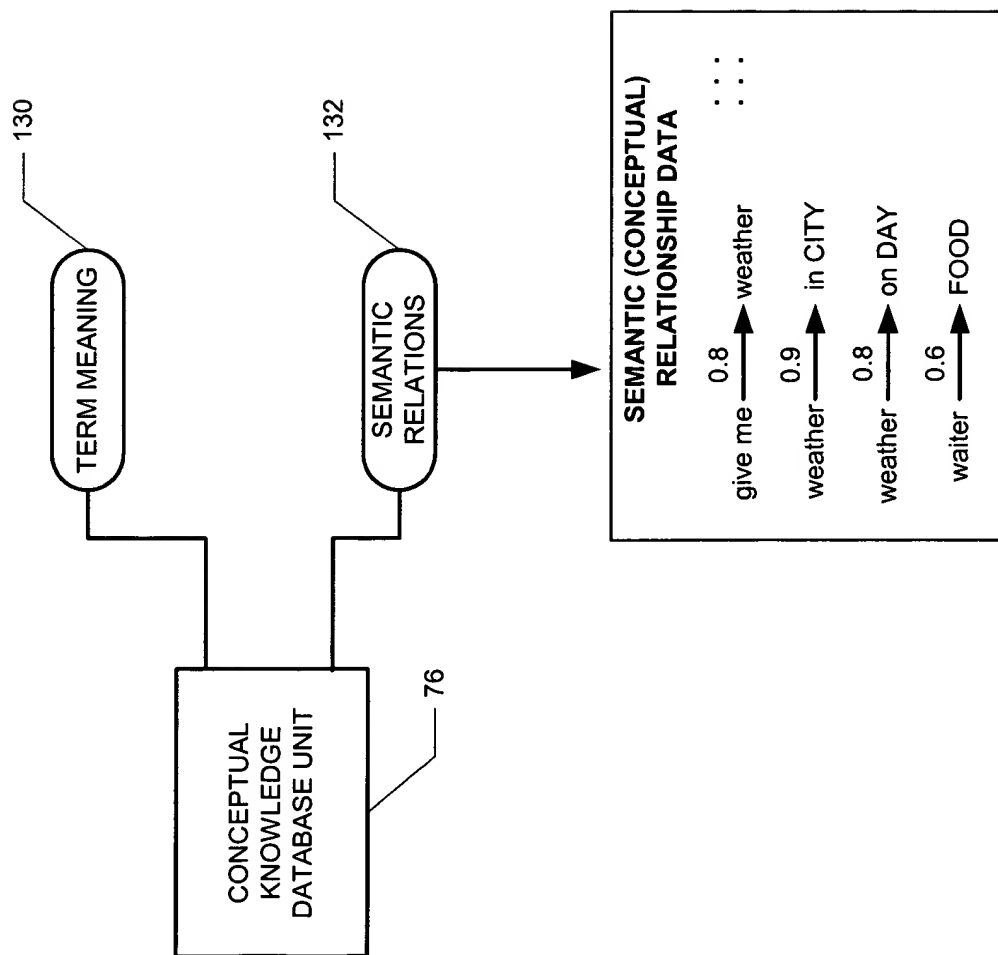 CONCEPTUAL
KNOWLEDGE
DATABASE UNIT
76
TERM MEANING
130
SEMANTIC
RELATIONS
132
SEMANTIC (CONCEPTUAL)
RELATIONSHIP DATA
give me 0.8 weather
weather 0.9 in CITY
weather 0.8 on DAY
waiter 0.6 FOOD
. . .
. . .